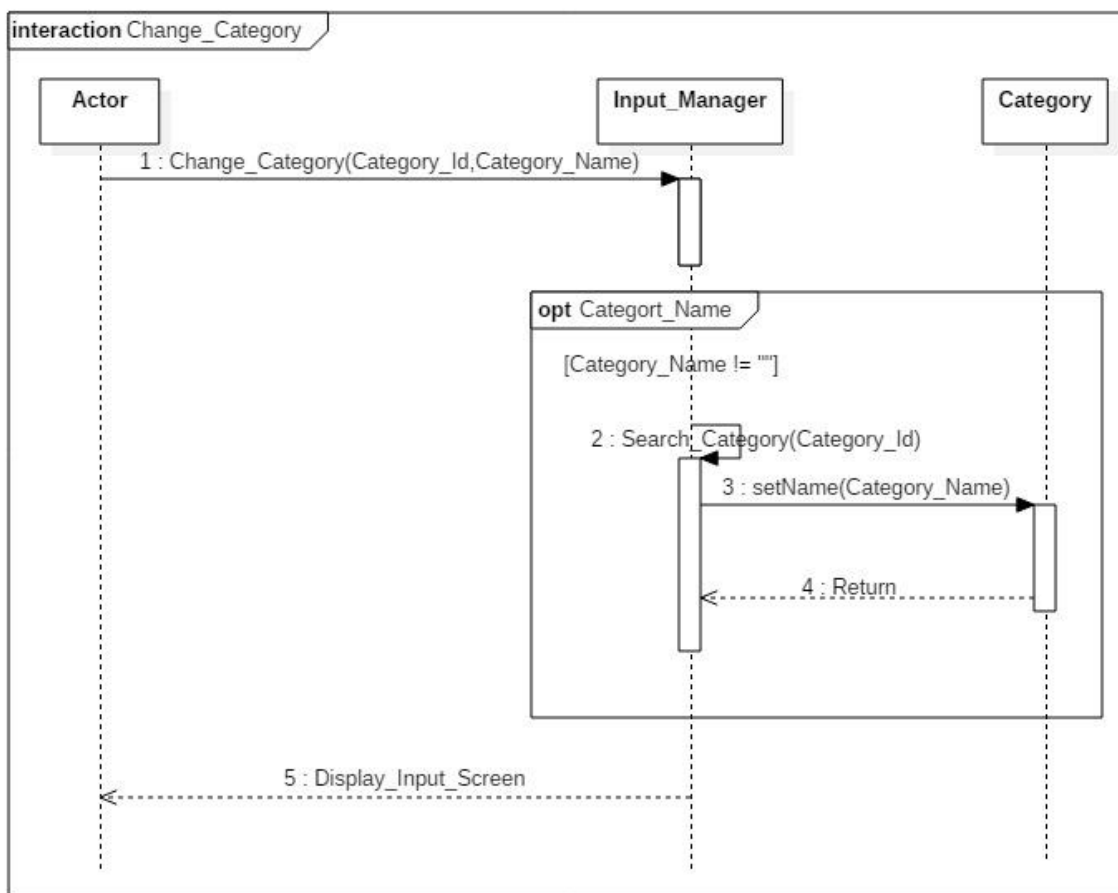 interaction Change_Category
Actor
Input_Manager
Category
1 : Change_Category(Category_Id,Category_Name)
opt Categort_Name
[Category_Name != ""]
2 : Search_Category(Category_Id)
3 : setName(Category_Name)
4 : Return
5 : Display_Input_Screen